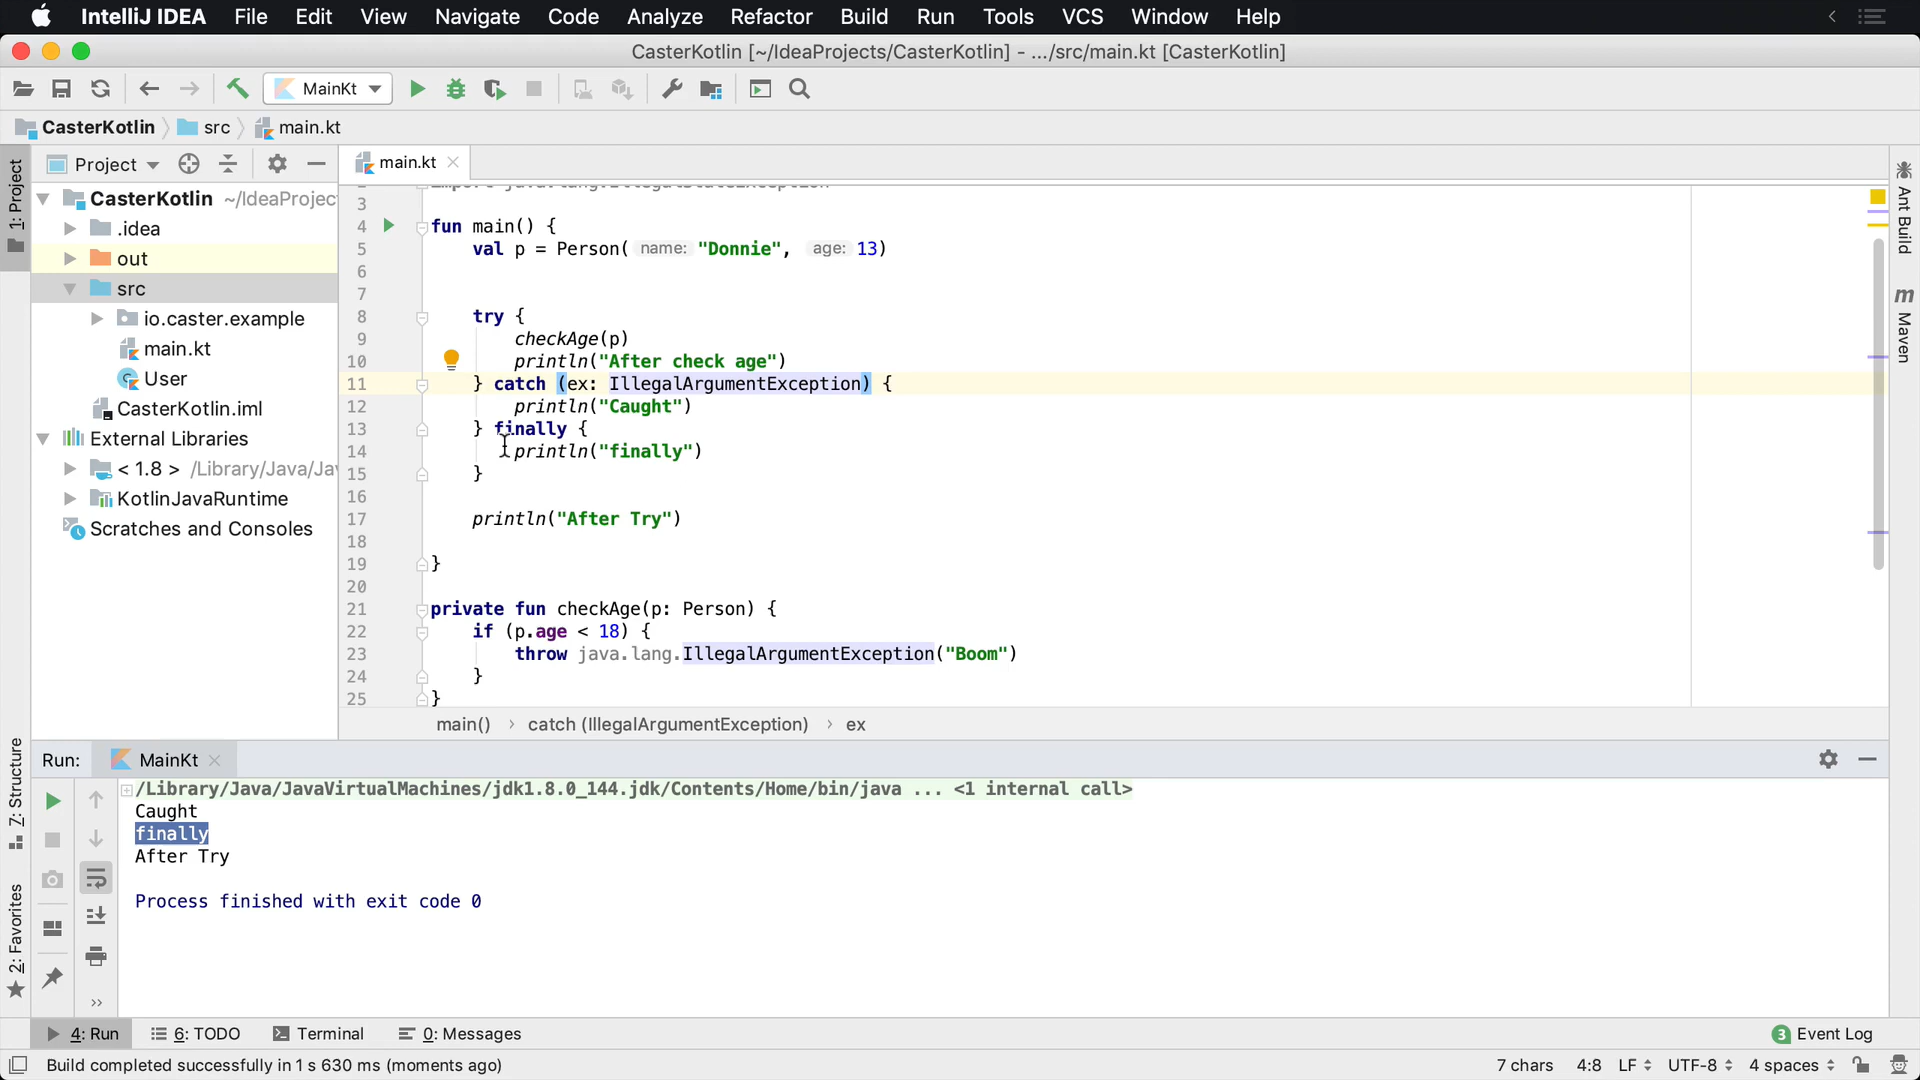 IntelliJ IDEA File Edit View Navigate Code Analyze Refactor Build Run Tools VCS Window Help
CasterKotlin [~/IdeaProjects/CasterKotlin] - .../src/main.kt [CasterKotlin]
MainKt
CasterKotlin src main.kt
1: Project
Project
CasterKotlin ~/IdeaProjec
.idea
out
src
io.caster.example
main.kt
User
CasterKotlin.iml
External Libraries
< 1.8 > /Library/Java/Ja
KotlinJavaRuntime
Scratches and Consoles
main.kt
import java.lang.IllegalStateException
3
4 fun main() {
5 val p = Person( name: "Donnie", age: 13)
6
7
8 try {
9 checkAge(p)
10 println("After check age")
11 } catch (ex: IllegalArgumentException) {
12 println("Caught")
13 } finally {
14 println("finally")
15 }
16
17 println("After Try")
18
19 }
20
21 private fun checkAge(p: Person) {
22 if (p.age < 18) {
23 throw java.lang.IllegalArgumentException("Boom")
24 }
25 }
main() › catch (IllegalArgumentException) › ex
Ant Build
m Maven
Z: Structure
2: Favorites
Run: MainKt
/Library/Java/JavaVirtualMachines/jdk1.8.0_144.jdk/Contents/Home/bin/java ... <1 internal call>
Caught
finally
After Try
Process finished with exit code 0
4: Run 6: TODO Terminal 0: Messages 3 Event Log
Build completed successfully in 1 s 630 ms (moments ago) 7 chars 4:8 LF UTF-8 4 spaces